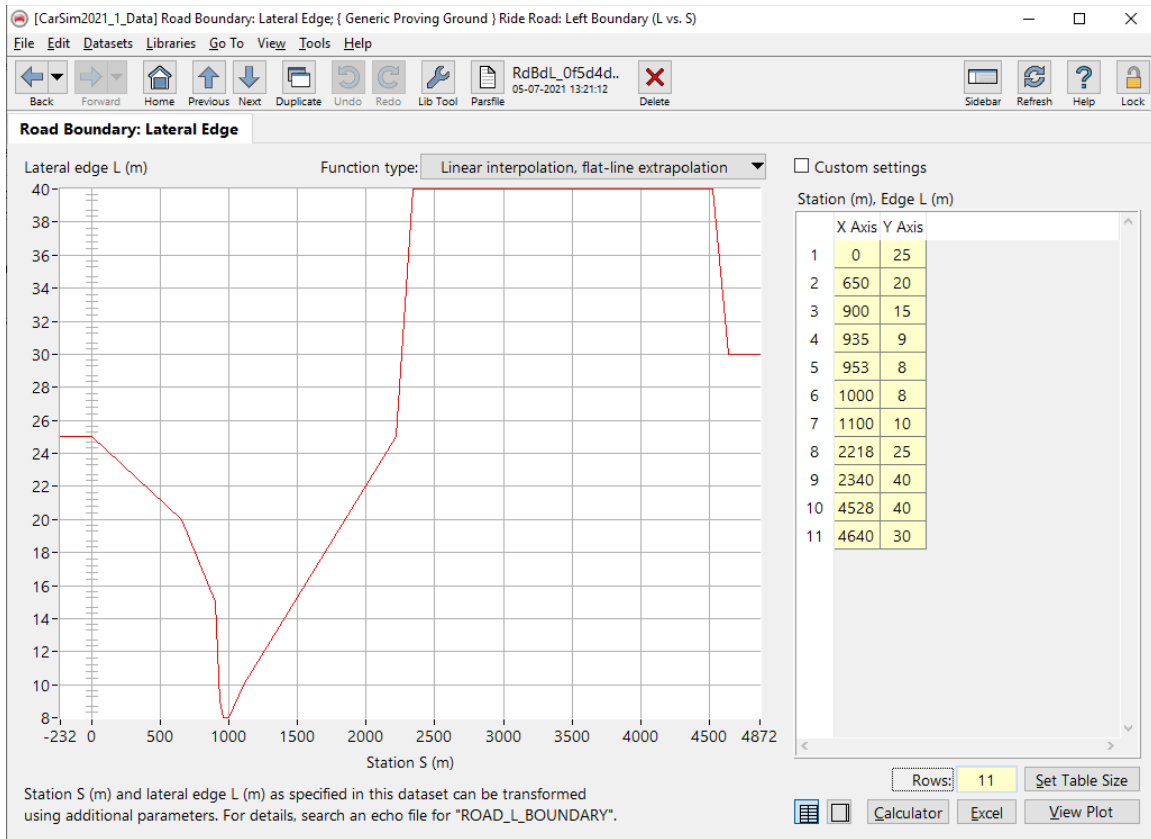 [CarSim2021_1_Data] Road Boundary: Lateral Edge; { Generic Proving Ground } Ride Road: Left Boundary (L vs. S)
File Edit Datasets Libraries Go To View Tools Help
RdBdL_0f5d4d..
05-07-2021 13:21:12
Back Forward Home Previous Next Duplicate Undo Redo Lib Tool Parsfile Delete Sidebar Refresh Help Lock
Road Boundary: Lateral Edge
Lateral edge L (m) Function type: Linear interpolation, flat-line extrapolation Custom settings
Station (m), Edge L (m)
X Axis Y Axis
1 0 25
2 650 20
3 900 15
4 935 9
5 953 8
6 1000 8
7 1100 10
8 2218 25
9 2340 40
10 4528 40
11 4640 30
40
38
36
34
32
30
28
26
24
22
20
18
16
14
12
10
8
-232 0 500 1000 1500 2000 2500 3000 3500 4000 4500 4872
Station S (m)
Rows: 11 Set Table Size
Station S (m) and lateral edge L (m) as specified in this dataset can be transformed
using additional parameters. For details, search an echo file for "ROAD_L_BOUNDARY".
Calculator Excel View Plot